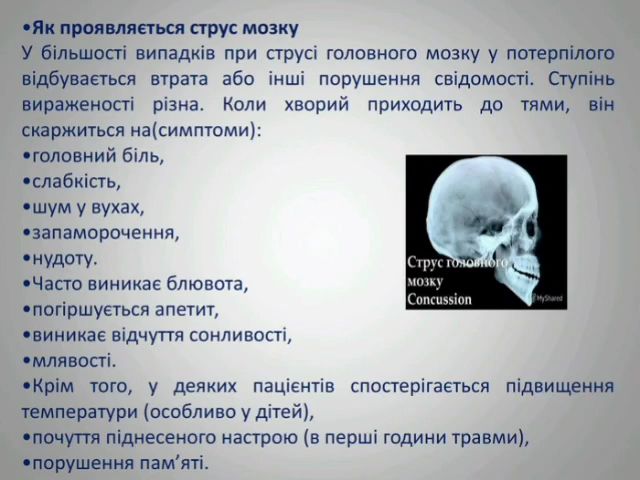 •Як проявляється струс мозку
У більшості випадків при струсі головного мозку у потерпілого
відбувається втрата або інші порушення свідомості. Ступінь
вираженості різна. Коли хворий приходить до тями, він
скаржиться на(симптоми):
•головний біль,
•слабкість,
•шум у вухах,
•запаморочення,
•нудоту.
•Часто виникає блювота,
•погіршується апетит,
•виникає відчуття сонливості,
•млявості.
•Крім того, у деяких пацієнтів спостерігається підвищення
температури (особливо у дітей),
•почуття піднесеного настрою (в перші години травми),
•порушення пам’яті.
Струс головного
мозку
Concussion
MyShared